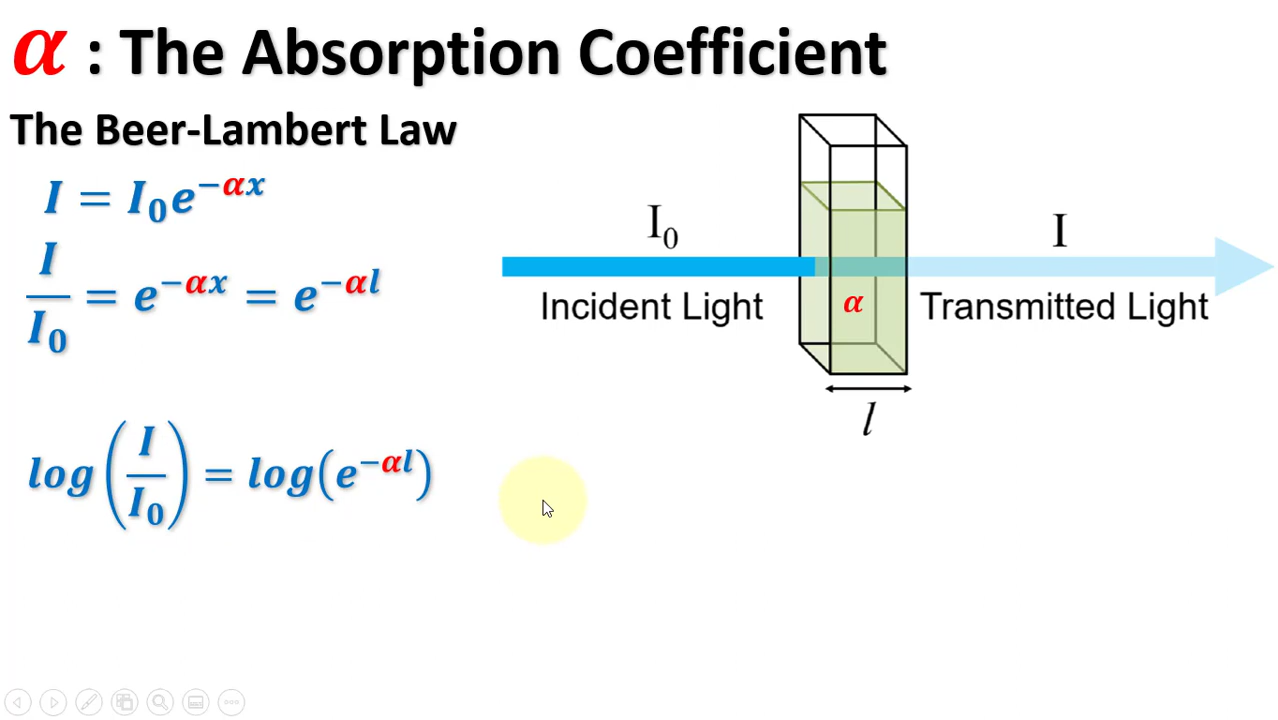 α : The Absorption Coefficient
The Beer-Lambert Law
I = I₀e^{−αx}
I/I₀ = e^{−αx} = e^{−αl}
log(I/I₀) = log(e^{−αl})
I₀
I
Incident Light
α
Transmitted Light
l